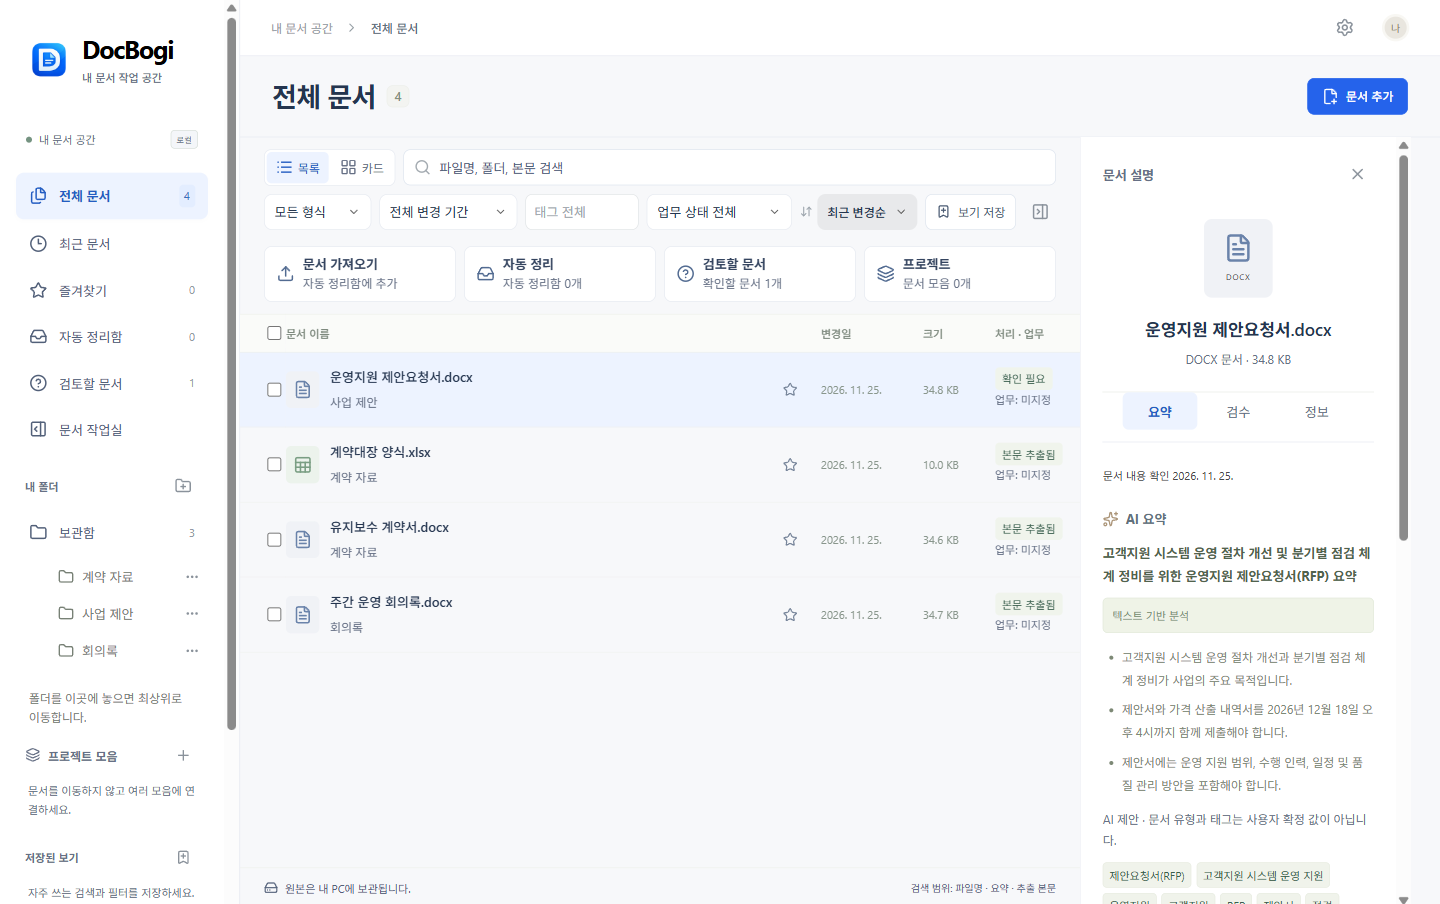 DocBogi
내 문서 작업 공간
내 문서 공간
로컬
전체 문서
4
최근 문서
즐겨찾기
0
자동 정리함
0
검토할 문서
1
문서 작업실
내 폴더
보관함
3
계약 자료
사업 제안
회의록
폴더를 이곳에 놓으면 최상위로
이동합니다.
프로젝트 모음
문서를 이동하지 않고 여러 모음에 연
결하세요.
저장된 보기
자주 쓰는 검색과 필터를 저장하세요.
내 문서 공간 > 전체 문서
나
전체 문서 4
문서 추가
목록
카드
파일명, 폴더, 본문 검색
모든 형식
전체 변경 기간
태그 전체
업무 상태 전체
최근 변경순
보기 저장
문서 가져오기
자동 정리함에 추가
자동 정리
자동 정리함 0개
검토할 문서
확인할 문서 1개
프로젝트
문서 모음 0개
문서 이름 변경일 크기 처리 · 업무
운영지원 제안요청서.docx
사업 제안
2026. 11. 25.
34.8 KB
확인 필요
업무: 미지정
계약대장 양식.xlsx
계약 자료
2026. 11. 25.
10.0 KB
본문 추출됨
업무: 미지정
유지보수 계약서.docx
계약 자료
2026. 11. 25.
34.6 KB
본문 추출됨
업무: 미지정
주간 운영 회의록.docx
회의록
2026. 11. 25.
34.7 KB
본문 추출됨
업무: 미지정
원본은 내 PC에 보관됩니다.
검색 범위: 파일명 · 요약 · 추출 본문
문서 설명
DOCX
운영지원 제안요청서.docx
DOCX 문서 · 34.8 KB
요약
검수
정보
문서 내용 확인 2026. 11. 25.
AI 요약
고객지원 시스템 운영 절차 개선 및 분기별 점검 체
계 정비를 위한 운영지원 제안요청서(RFP) 요약
텍스트 기반 분석
• 고객지원 시스템 운영 절차 개선과 분기별 점검 체
계 정비가 사업의 주요 목적입니다.
• 제안서와 가격 산출 내역서를 2026년 12월 18일 오
후 4시까지 함께 제출해야 합니다.
• 제안서에는 운영 지원 범위, 수행 인력, 일정 및 품
질 관리 방안을 포함해야 합니다.
AI 제안 · 문서 유형과 태그는 사용자 확정 값이 아닙니
다.
제안요청서(RFP)
고객지원 시스템 운영 지원
운영지원
고객지원
RFP
제안서
점검